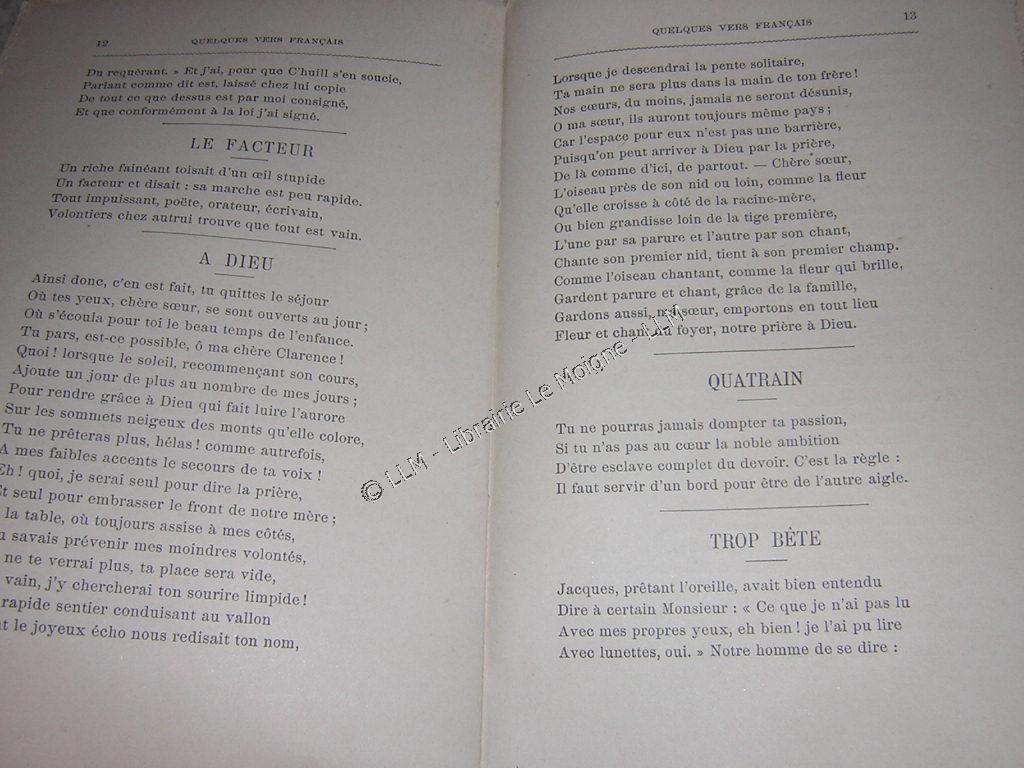 12 QUELQUES VERS FRANÇAIS
Du requérant. » Et j'ai, pour que C'huill s'en soucie,
Parlant comme dit est, laissé chez lui copie
De tout ce que dessus est par moi consigné,
Et que conformément à la loi j'ai signé.
LE FACTEUR
Un riche fainéant toisait d'un œil stupide
Un facteur et disait : sa marche est peu rapide.
Tout impuissant, poëte, orateur, écrivain,
Volontiers chez autrui trouve que tout est vain.
A DIEU
Ainsi donc, c'en est fait, tu quittes le séjour
Où tes yeux, chère sœur, se sont ouverts au jour ;
Où s'écoula pour toi le beau temps de l'enfance.
Tu pars, est-ce possible, ô ma chère Clarence !
Quoi ! lorsque le soleil, recommençant son cours,
Ajoute un jour de plus au nombre de mes jours ;
Pour rendre grâce à Dieu qui fait luire l'aurore
Sur les sommets neigeux des monts qu'elle colore,
Tu ne prêteras plus, hélas ! comme autrefois,
A mes faibles accents le secours de ta voix !
Eh ! quoi, je serai seul pour dire la prière,
Et seul pour embrasser le front de notre mère ;
la table, où toujours assise à mes côtés,
savais prévenir mes moindres volontés,
ne te verrai plus, ta place sera vide,
vain, j'y chercherai ton sourire limpide !
rapide sentier conduisant au vallon
le joyeux écho nous redisait ton nom,
QUELQUES VERS FRANÇAIS 13
Lorsque je descendrai la pente solitaire,
Ta main ne sera plus dans la main de ton frère !
Nos cœurs, du moins, jamais ne seront désunis,
O ma sœur, ils auront toujours même pays ;
Car l'espace pour eux n'est pas une barrière,
Puisqu'on peut arriver à Dieu par la prière,
De là comme d'ici, de partout. — Chère sœur,
L'oiseau près de son nid ou loin, comme la fleur
Qu'elle croisse à côté de la racine-mère,
Ou bien grandisse loin de la tige première,
L'une par sa parure et l'autre par son chant,
Chante son premier nid, tient à son premier champ.
Comme l'oiseau chantant, comme la fleur qui brille,
Gardent parure et chant, grâce de la famille,
Gardons aussi, ma sœur, emportons en tout lieu
Fleur et chant du foyer, notre prière à Dieu.
QUATRAIN
Tu ne pourras jamais dompter ta passion,
Si tu n'as pas au cœur la noble ambition
D'être esclave complet du devoir. C'est la règle :
Il faut servir d'un bord pour être de l'autre aigle.
TROP BÊTE
Jacques, prêtant l'oreille, avait bien entendu
Dire à certain Monsieur : « Ce que je n'ai pas lu
Avec mes propres yeux, eh bien ! je l'ai pu lire
Avec lunettes, oui. » Notre homme de se dire :
© LLM - Librairie Le Moigne - LLM